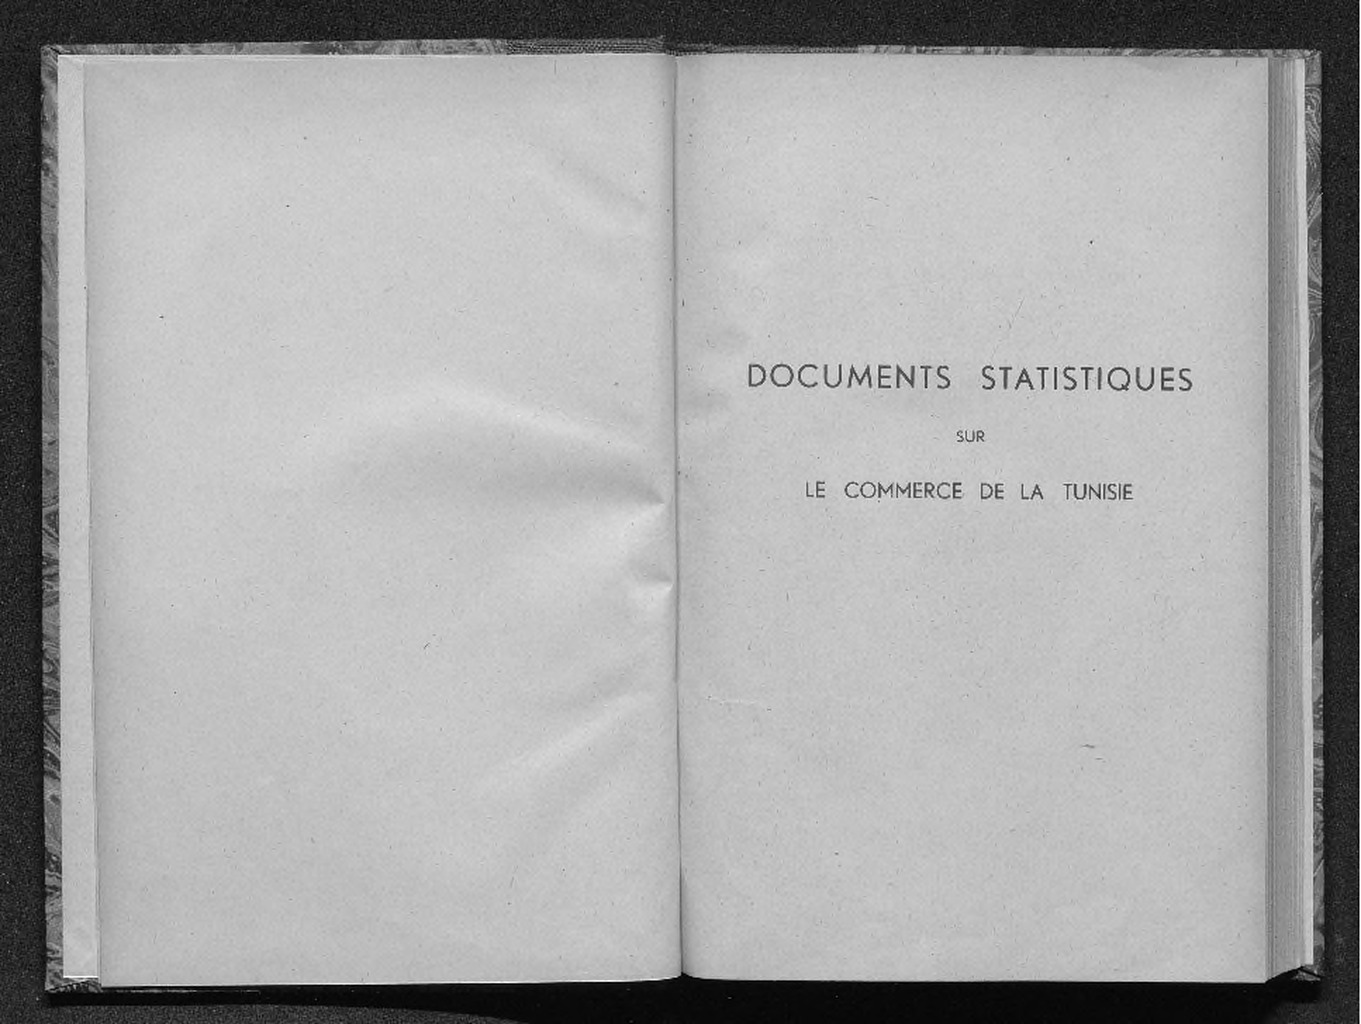 DOCUMENTS STATISTIQUES
SUR
LE COMMERCE DE LA TUNISIE